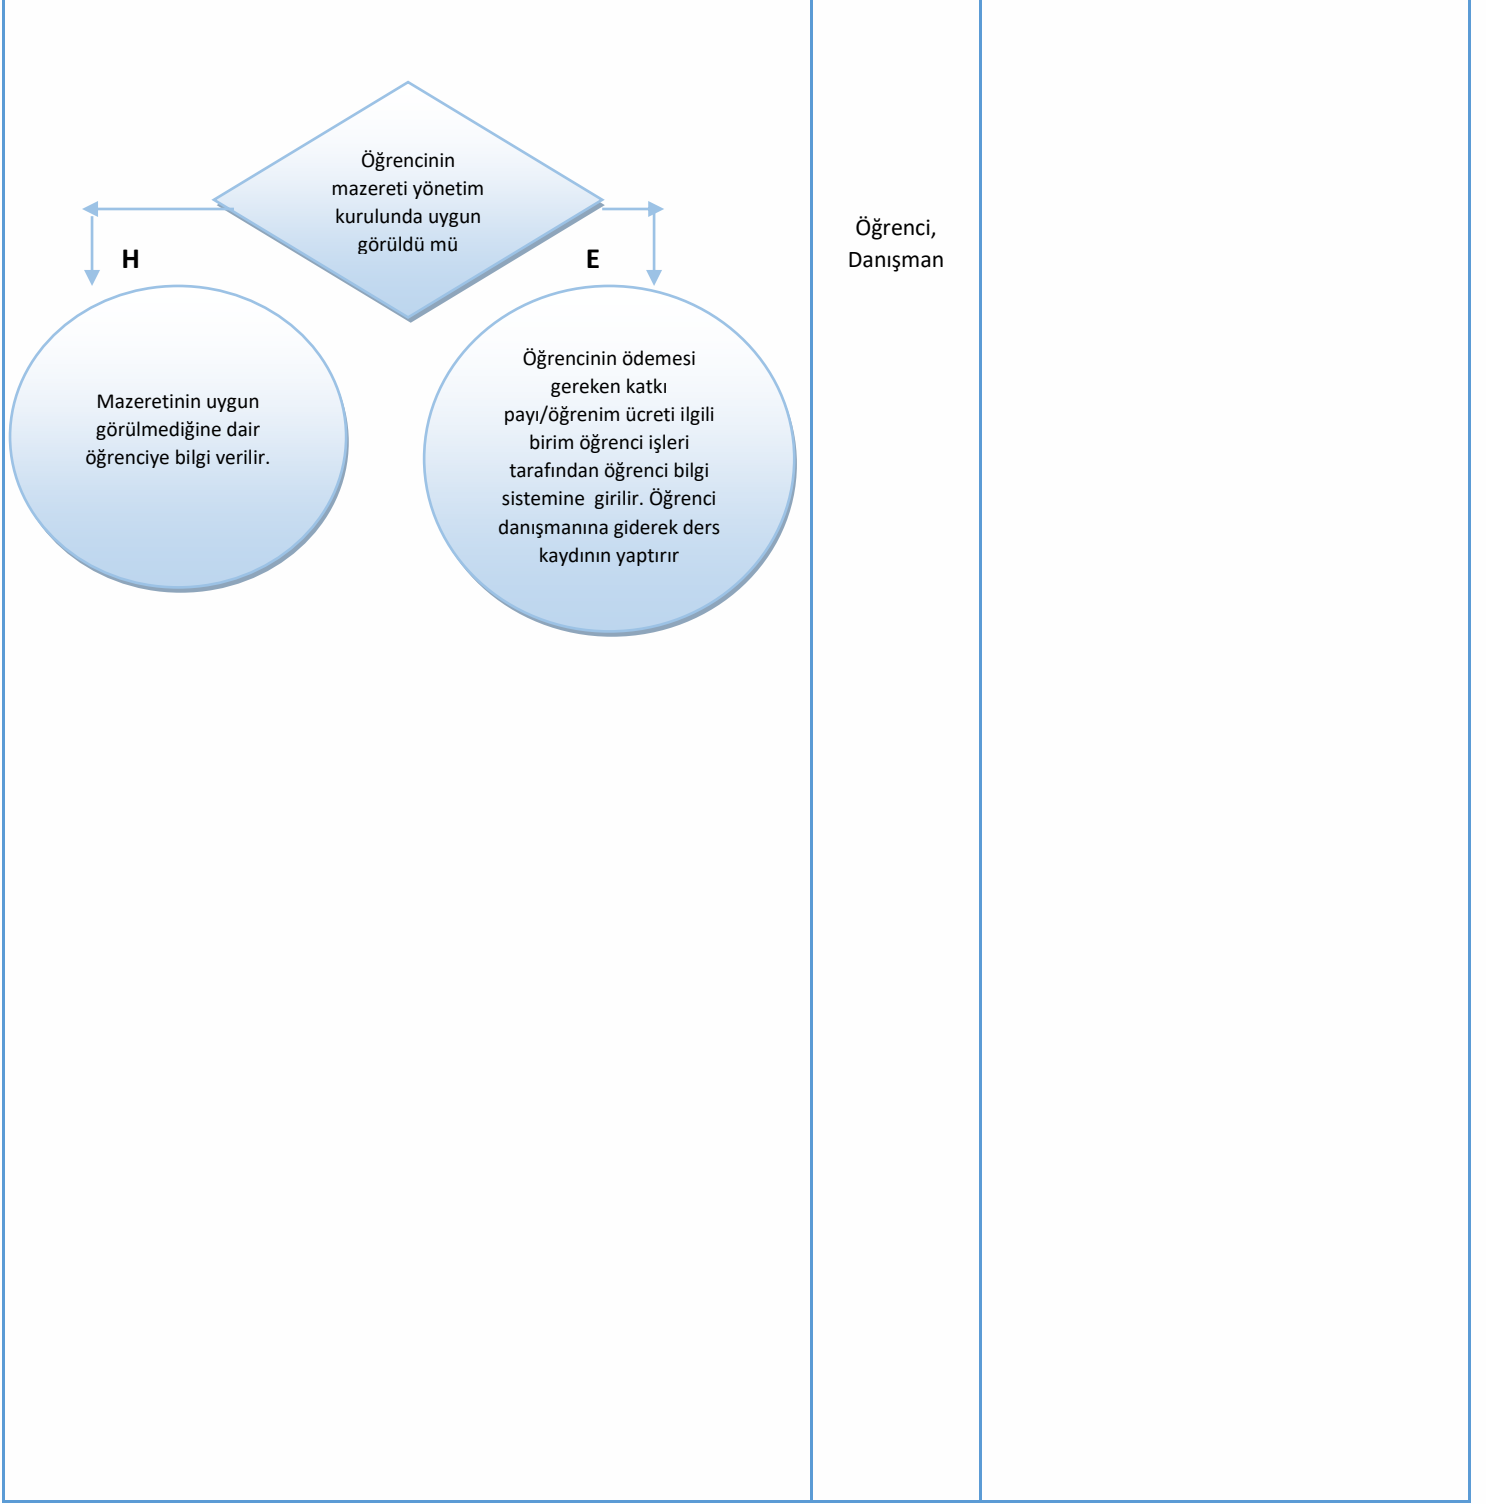 Öğrencinin
mazereti yönetim
kurulunda uygun
görüldü mü
H
E
Mazeretinin uygun
görülmediğine dair
öğrenciye bilgi verilir.
Öğrencinin ödemesi
gereken katkı
payı/öğrenim ücreti ilgili
birim öğrenci işleri
tarafından öğrenci bilgi
sistemine  girilir. Öğrenci
danışmanına giderek ders
kaydının yaptırır
Öğrenci,
Danışman